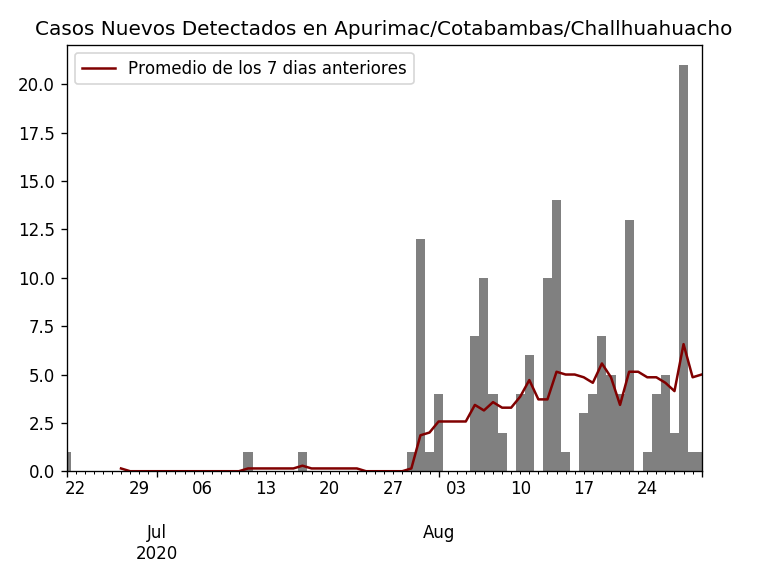 Casos Nuevos Detectados en Apurimac/Cotabambas/Challhuahuacho
Promedio de los 7 dias anteriores
20.0
17.5
15.0
12.5
10.0
7.5
5.0
2.5
0.0
22 29 06 13 20 27 03 10 17 24
Jul Aug
2020